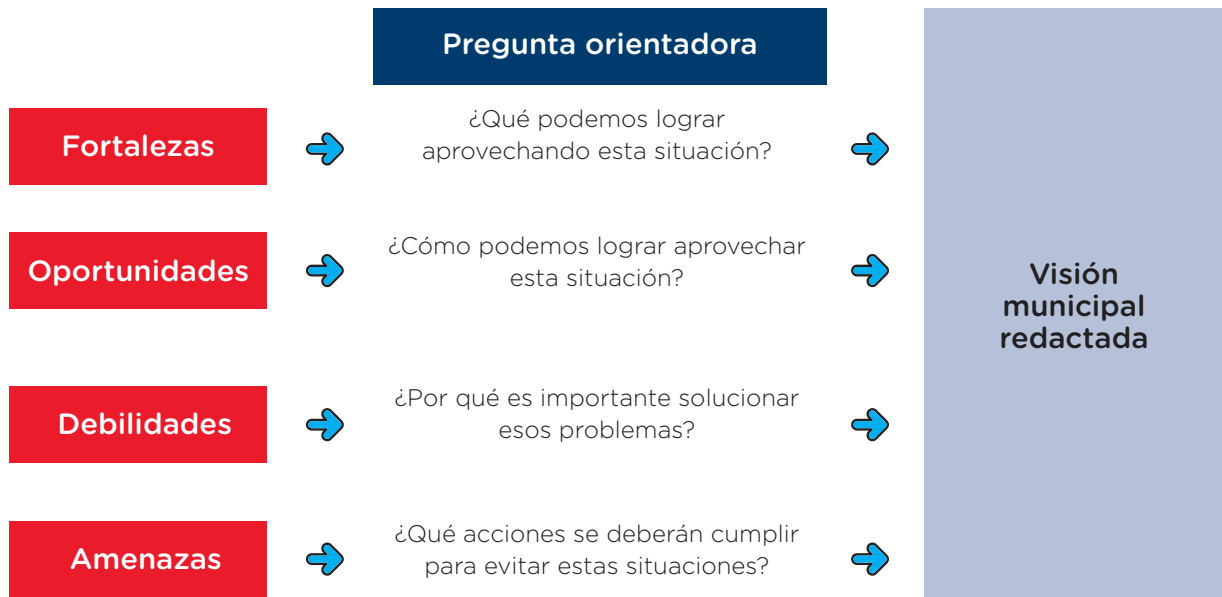 Pregunta orientadora
Fortalezas
¿Qué podemos lograr
aprovechando esta situación?
Oportunidades
¿Cómo podemos lograr aprovechar
esta situación?
Debilidades
¿Por qué es importante solucionar
esos problemas?
Amenazas
¿Qué acciones se deberán cumplir
para evitar estas situaciones?
Visión
municipal
redactada